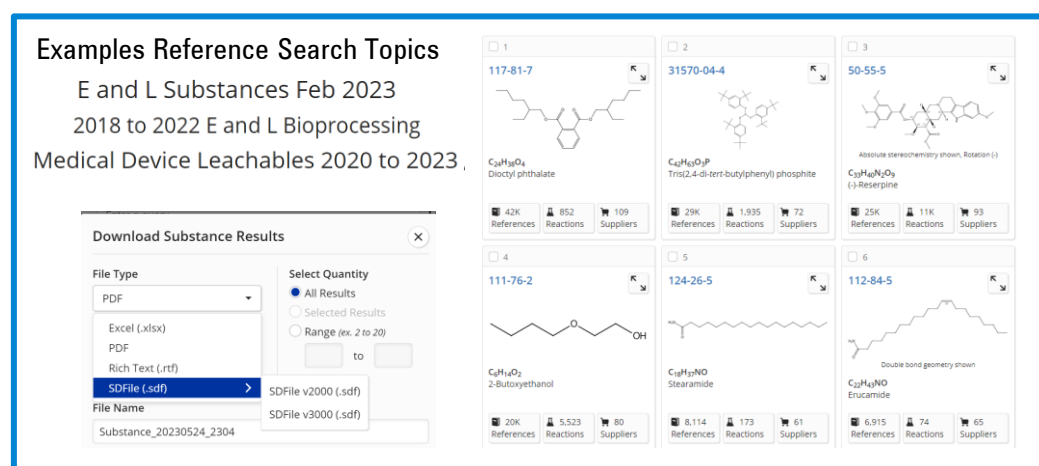 Examples Reference Search Topics
E and L Substances Feb 2023
2018 to 2022 E and L Bioprocessing
Medical Device Leachables 2020 to 2023
Download Substance Results
File Type
PDF
Excel (.xlsx)
PDF
Rich Text (.rtf)
SDFile (.sdf)
SDFile v2000 (.sdf)
SDFile v3000 (.sdf)
Select Quantity
All Results
Selected Results
Range (ex. 2 to 20)
to
File Name
Substance_20230524_2304
1
117-81-7
C₂₄H₃₈O₄
Dioctyl phthalate
42K 852 109
References Reactions Suppliers
2
31570-04-4
C₄₂H₆₃O₃P
Tris(2,4-di-tert-butylphenyl) phosphite
29K 1,935 72
References Reactions Suppliers
3
50-55-5
Absolute stereochemistry shown, Rotation (-)
C₃₃H₄₀N₂O₉
(-)-Reserpine
25K 11K 93
References Reactions Suppliers
4
111-76-2
OH
C₆H₁₄O₂
2-Butoxyethanol
20K 5,523 80
References Reactions Suppliers
5
124-26-5
C₁₈H₃₇NO
Stearamide
8,114 173 61
References Reactions Suppliers
6
112-84-5
Double bond geometry shown
C₂₂H₄₃NO
Erucamide
6,915 74 65
References Reactions Suppliers